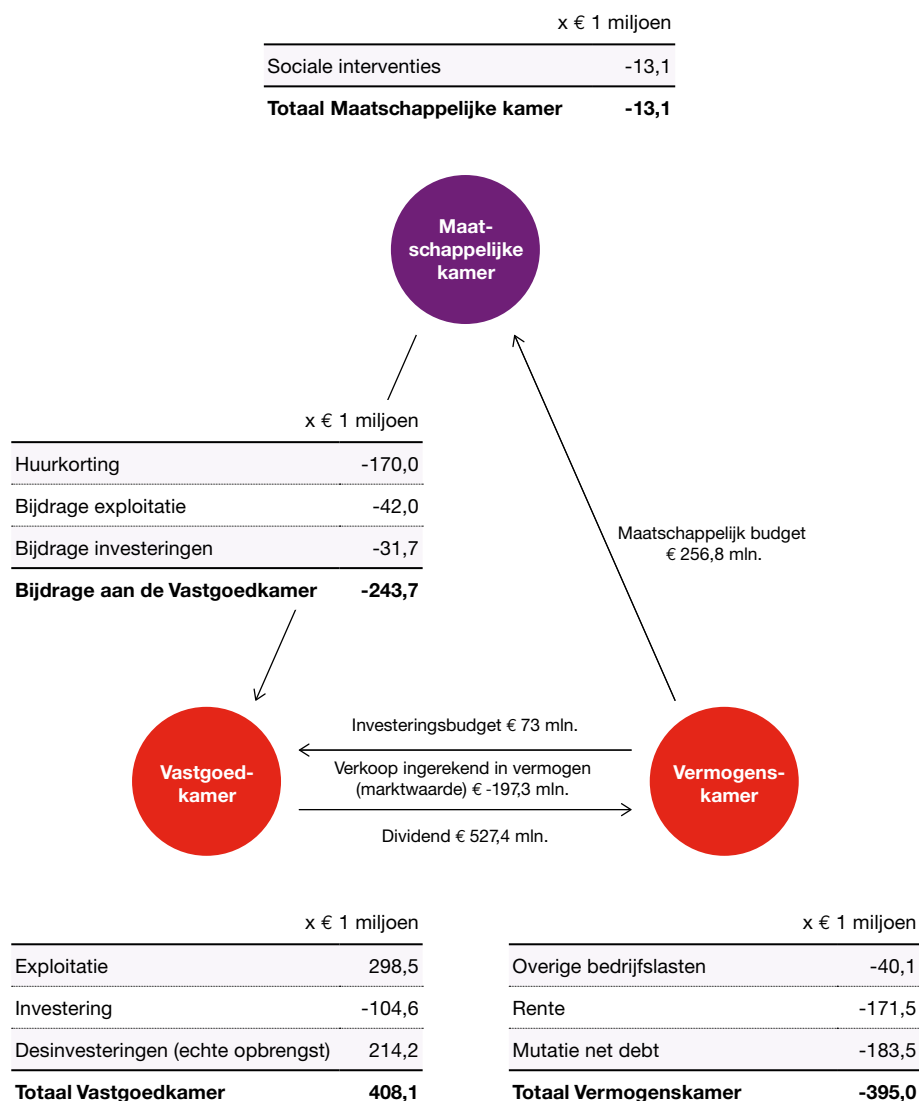 x € 1 miljoen
Sociale interventies -13,1
Totaal Maatschappelijke kamer -13,1
Maat-
schappelijke
kamer
x € 1 miljoen
Huurkorting -170,0
Bijdrage exploitatie -42,0
Bijdrage investeringen -31,7
Bijdrage aan de Vastgoedkamer -243,7
Maatschappelijk budget
€ 256,8 mln.
Vastgoed-
kamer
Investeringsbudget € 73 mln.
Verkoop ingerekend in vermogen
(marktwaarde) € -197,3 mln.
Dividend € 527,4 mln.
Vermogens-
kamer
x € 1 miljoen
Exploitatie 298,5
Investering -104,6
Desinvesteringen (echte opbrengst) 214,2
Totaal Vastgoedkamer 408,1
x € 1 miljoen
Overige bedrijfslasten -40,1
Rente -171,5
Mutatie net debt -183,5
Totaal Vermogenskamer -395,0